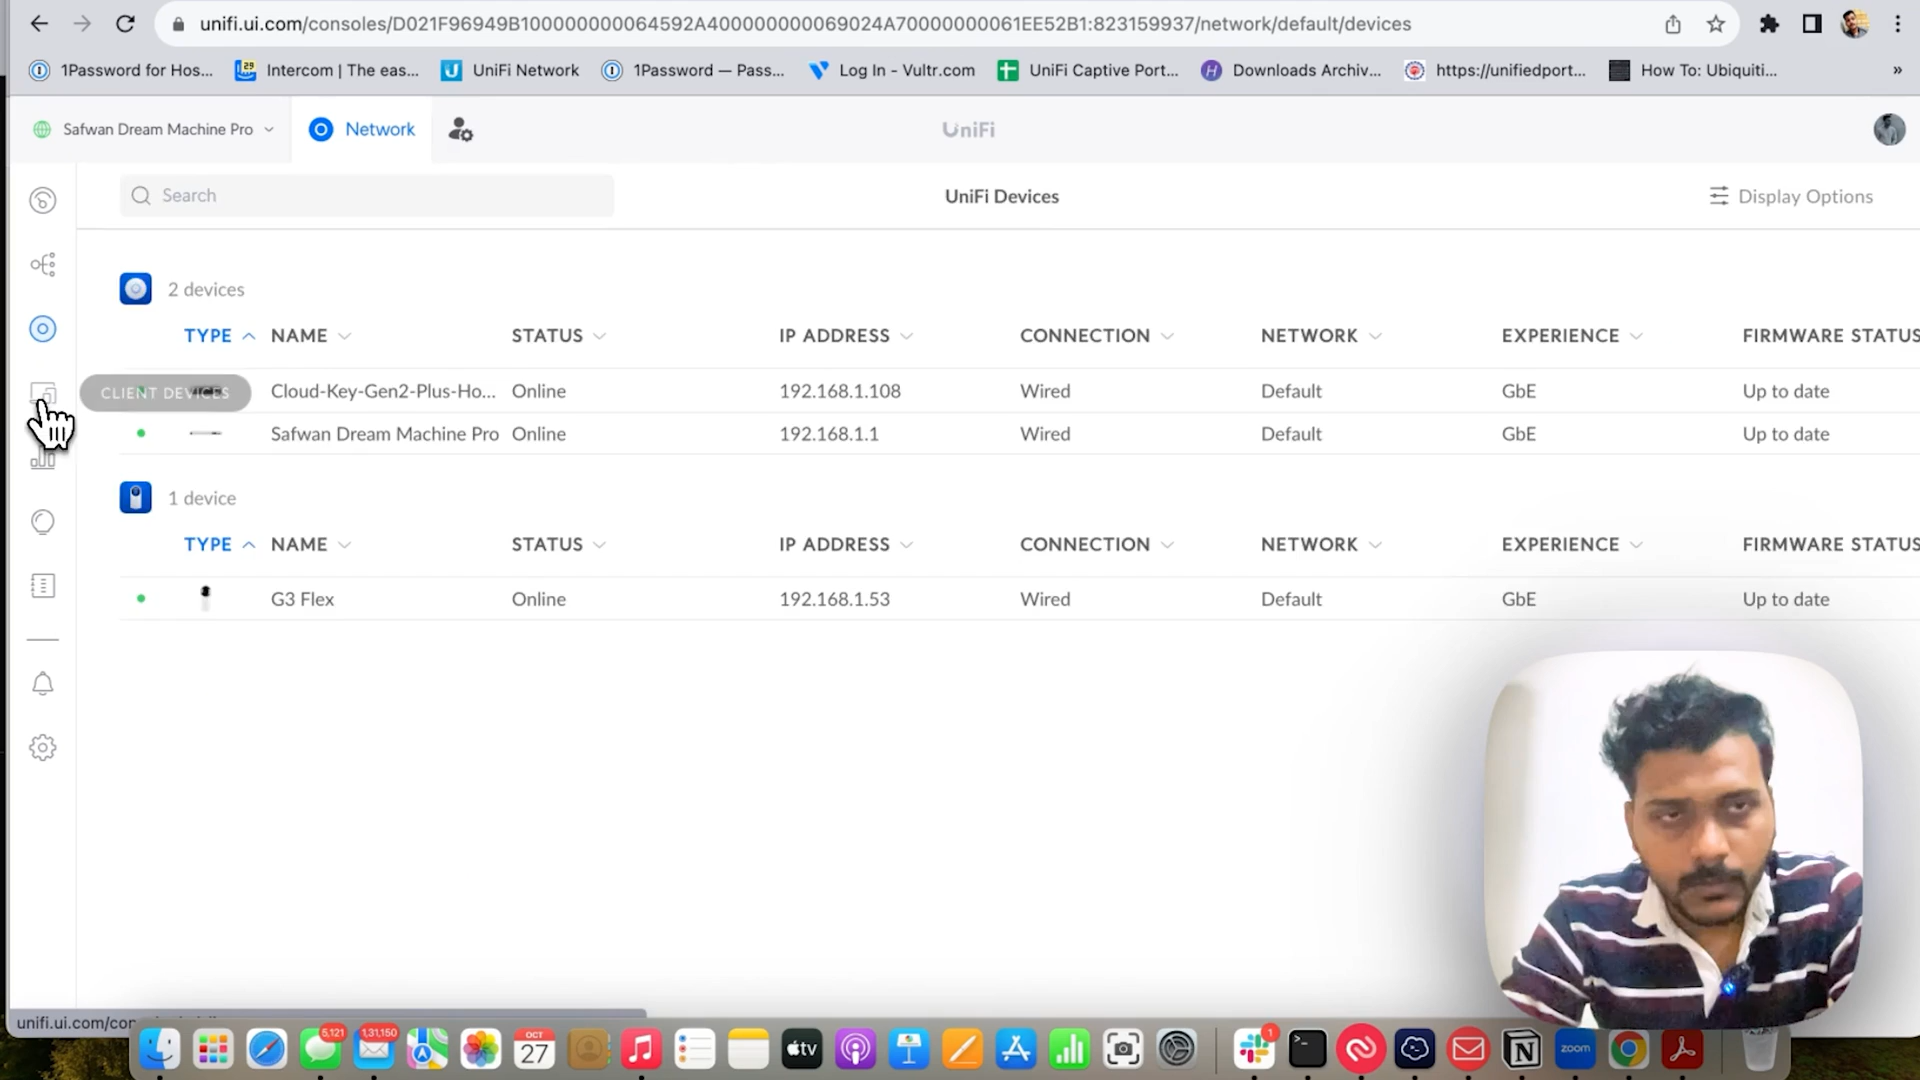 unifi.ui.com/consoles/D021F96949B10000000064592A400000000069024A70000000061EE52B1:823159937/network/default/devices
1Password for Hos... Intercom | The eas... UniFi Network 1Password — Pass... Log In - Vultr.com UniFi Captive Port... Downloads Archiv... https://unifiedport... How To: Ubiquiti... »
Safwan Dream Machine Pro Network UniFi
Search UniFi Devices Display Options
2 devices
TYPE NAME STATUS IP ADDRESS CONNECTION NETWORK EXPERIENCE FIRMWARE STATUS
CLIENT DEVICES Cloud-Key-Gen2-Plus-Ho... Online 192.168.1.108 Wired Default GbE Up to date
Safwan Dream Machine Pro Online 192.168.1.1 Wired Default GbE Up to date
1 device
TYPE NAME STATUS IP ADDRESS CONNECTION NETWORK EXPERIENCE FIRMWARE STATUS
G3 Flex Online 192.168.1.53 Wired Default GbE Up to date
unifi.ui.com/con
5,121 1,31,150 OCT 27 tv 1 zoom